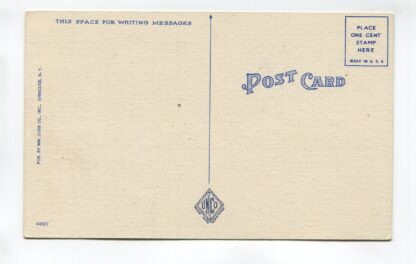 THIS SPACE FOR WRITING MESSAGES
PLACE
ONE CENT
STAMP
HERE
MADE IN U.S.A
POST CARD
PUB. BY WM. JUBB CO., INC., SYRACUSE, N. Y.